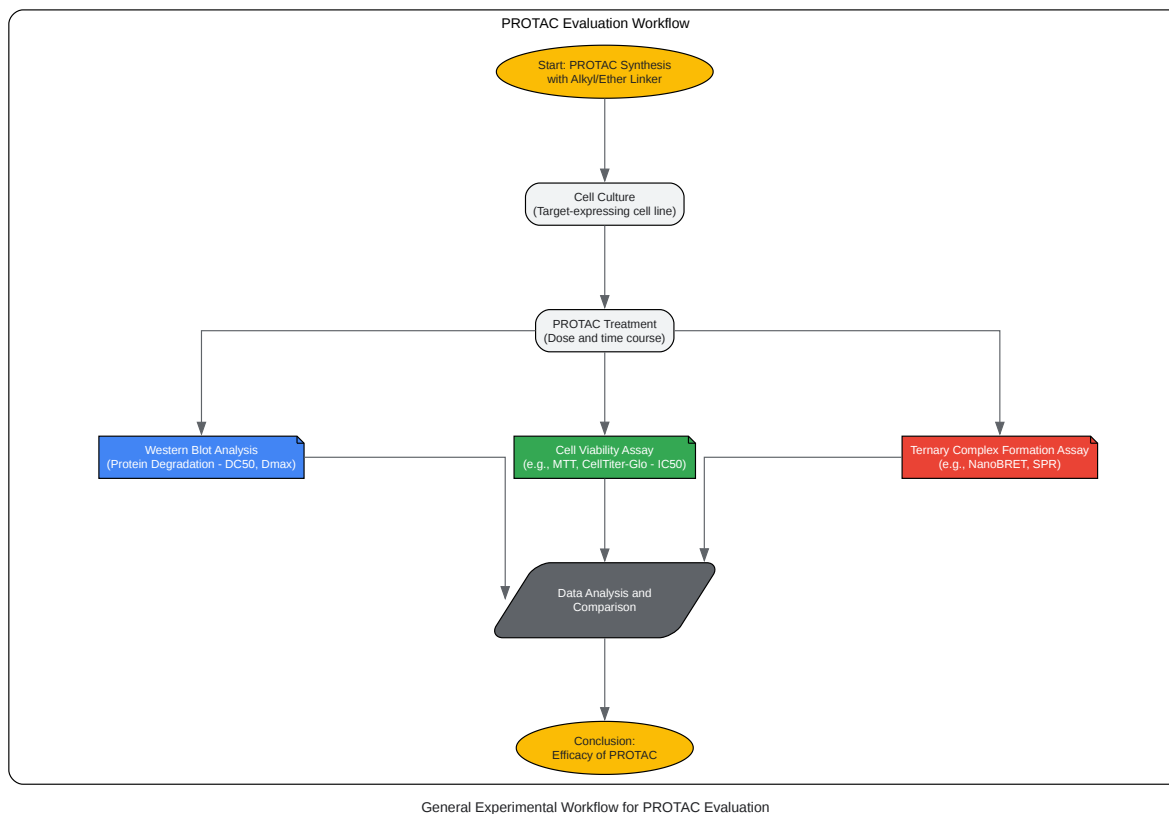 PROTAC Evaluation Workflow
Start: PROTAC Synthesis
with Alkyl/Ether Linker
Cell Culture
(Target-expressing cell line)
PROTAC Treatment
(Dose and time course)
Western Blot Analysis
(Protein Degradation - DC50, Dmax)
Cell Viability Assay
(e.g., MTT, CellTiter-Glo - IC50)
Ternary Complex Formation Assay
(e.g., NanoBRET, SPR)
Data Analysis and
Comparison
Conclusion:
Efficacy of PROTAC
General Experimental Workflow for PROTAC Evaluation